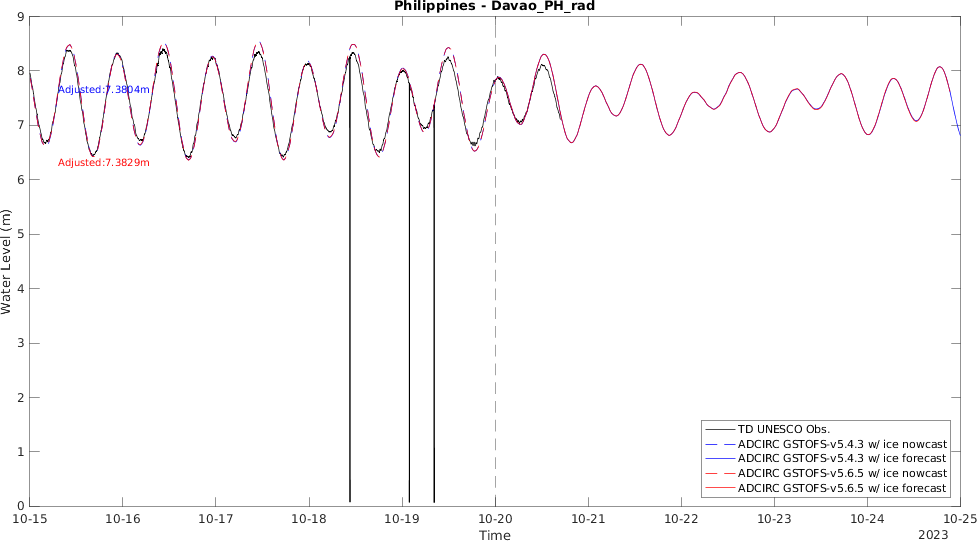 Philippines - Davao_PH_rad
9
8
7
6
5
4
3
2
1
0
Water Level (m)
Adjusted:7.3804m
Adjusted:7.3829m
TD UNESCO Obs.
ADCIRC GSTOFS-v5.4.3 w/ ice nowcast
ADCIRC GSTOFS-v5.4.3 w/ ice forecast
ADCIRC GSTOFS-v5.6.5 w/ ice nowcast
ADCIRC GSTOFS-v5.6.5 w/ ice forecast
10-15 10-16 10-17 10-18 10-19 10-20 10-21 10-22 10-23 10-24 10-25
Time
2023